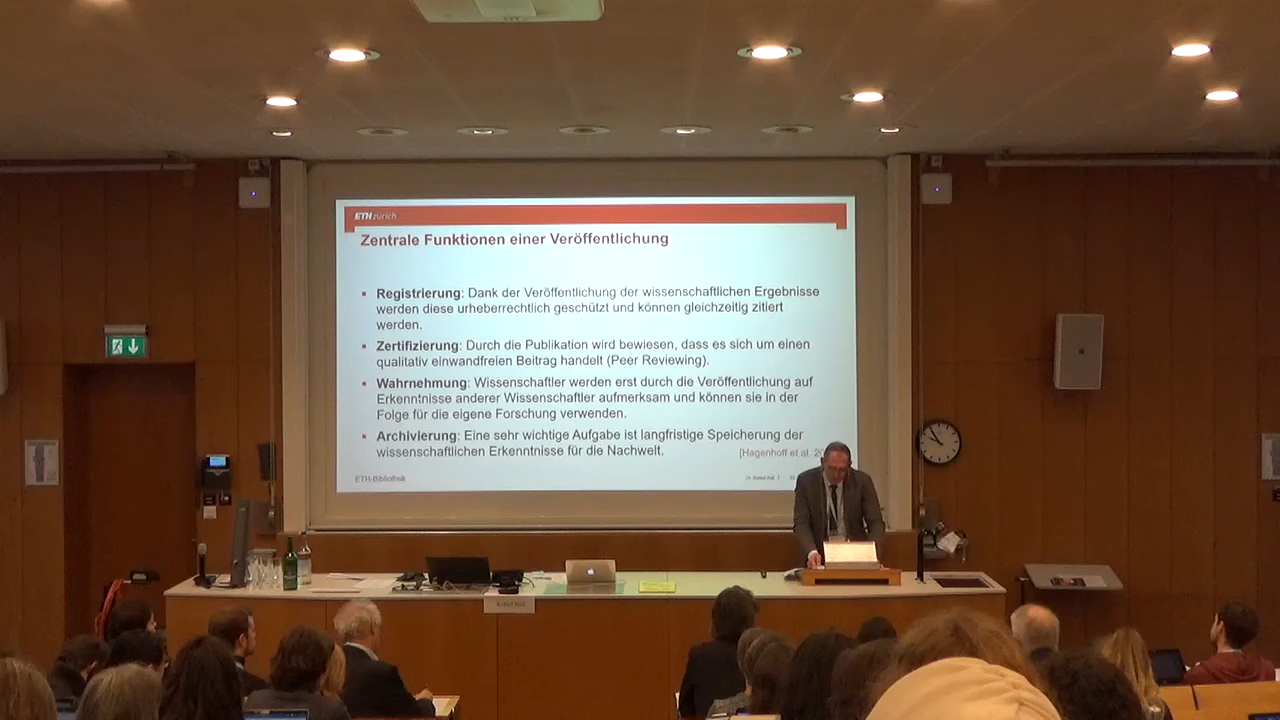 ETH zürich
Zentrale Funktionen einer Veröffentlichung
▪ Registrierung: Dank der Veröffentlichung der wissenschaftlichen Ergebnisse
werden diese urheberrechtlich geschützt und können gleichzeitig zitiert
werden.
▪ Zertifizierung: Durch die Publikation wird bewiesen, dass es sich um einen
qualitativ einwandfreien Beitrag handelt (Peer Reviewing).
▪ Wahrnehmung: Wissenschaftler werden erst durch die Veröffentlichung auf
Erkenntnisse anderer Wissenschaftler aufmerksam und können sie in der
Folge für die eigene Forschung verwenden.
▪ Archivierung: Eine sehr wichtige Aufgabe ist langfristige Speicherung der
wissenschaftlichen Erkenntnisse für die Nachwelt.
[Hagenhoff et al. 20
ETH-Bibliothek